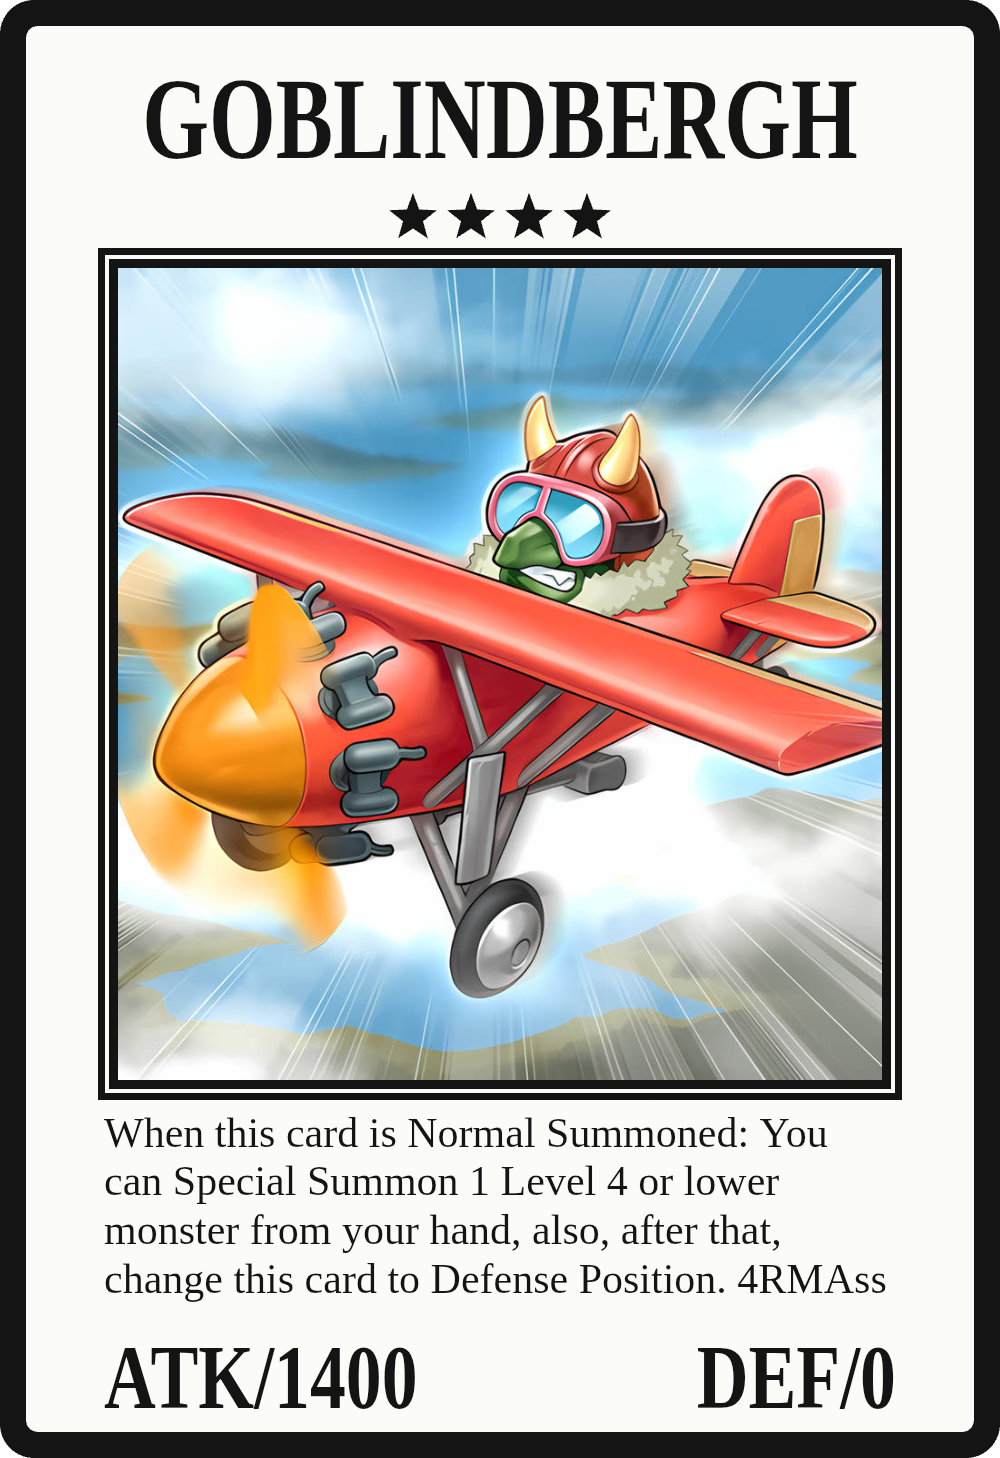 GOBLINDBERGH
★★★★
When this card is Normal Summoned: You
can Special Summon 1 Level 4 or lower
monster from your hand, also, after that,
change this card to Defense Position. 4RMAss
ATK/1400 DEF/0